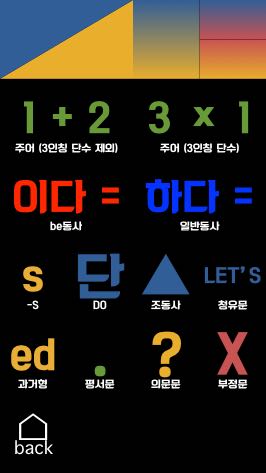 1 + 2 3 x 1
주어 (3인칭 단수 제외) 주어 (3인칭 단수)
이다 = 하다 =
be동사 일반동사
s 단 LET'S
-S DO 조동사 청유문
ed . ? X
과거형 평서문 의문문 부정문
back